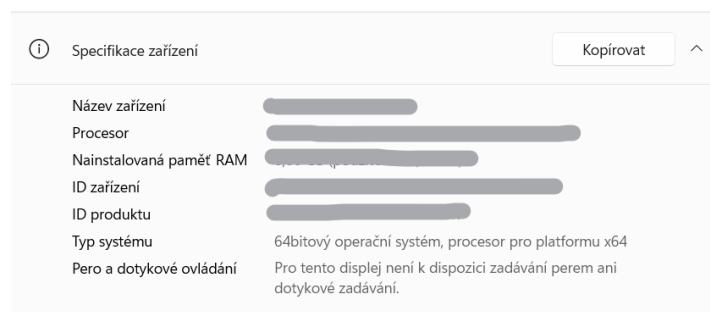 Specifikace zařízení
Kopírovat
Název zařízení
Procesor
Nainstalovaná paměť RAM
ID zařízení
ID produktu
Typ systému 64bitový operační systém, procesor pro platformu x64
Pero a dotykové ovládání Pro tento displej není k dispozici zadávání perem ani
dotykové zadávání.